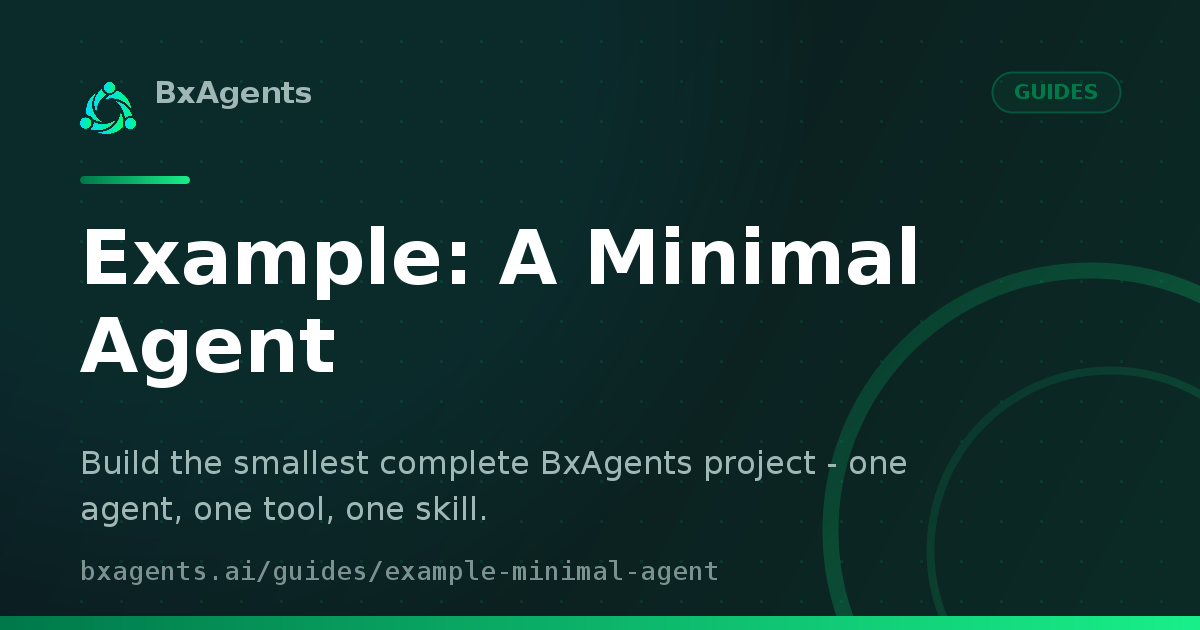 BxAgents
GUIDES
Example: A Minimal
Agent
Build the smallest complete BxAgents project - one
agent, one tool, one skill.
bxagents.ai/guides/example-minimal-agent